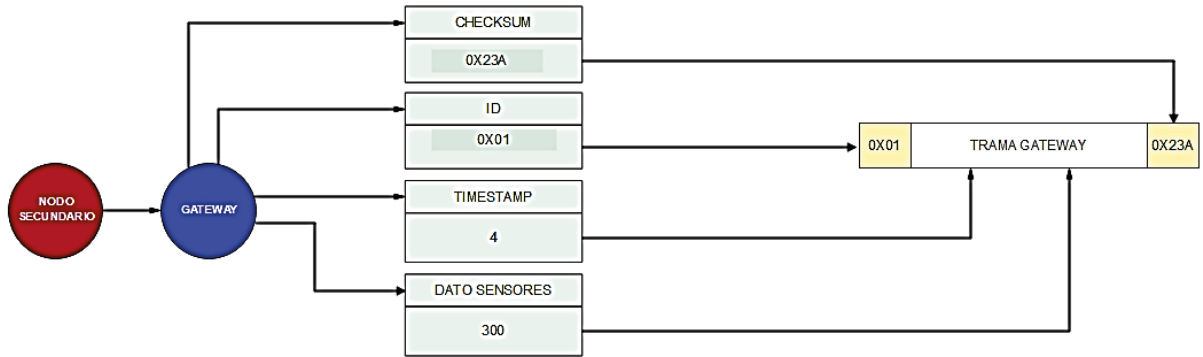 CHECKSUM
0X23A
ID
0X01
0X01
TRAMA GATEWAY
0X23A
NODO
SECUNDARIO
GATEWAY
TIMESTAMP
4
DATO SENSORES
300